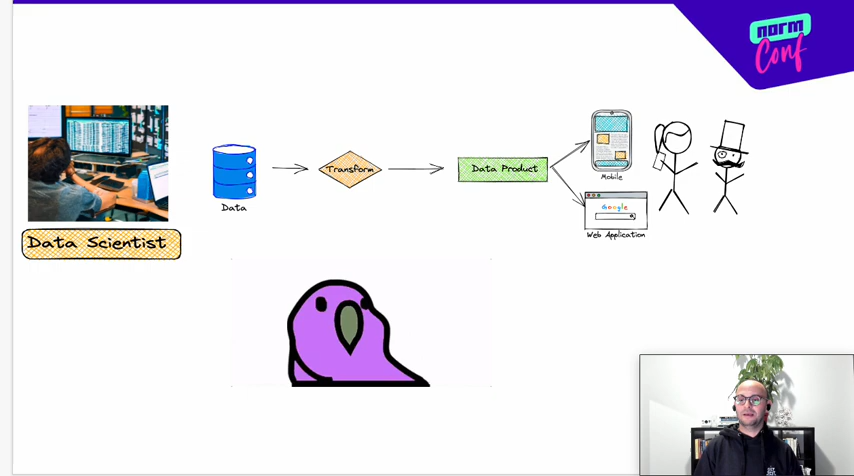 norm
Conf
Data Scientist
Data
Transform
Data Product
Mobile
Google
Web Application